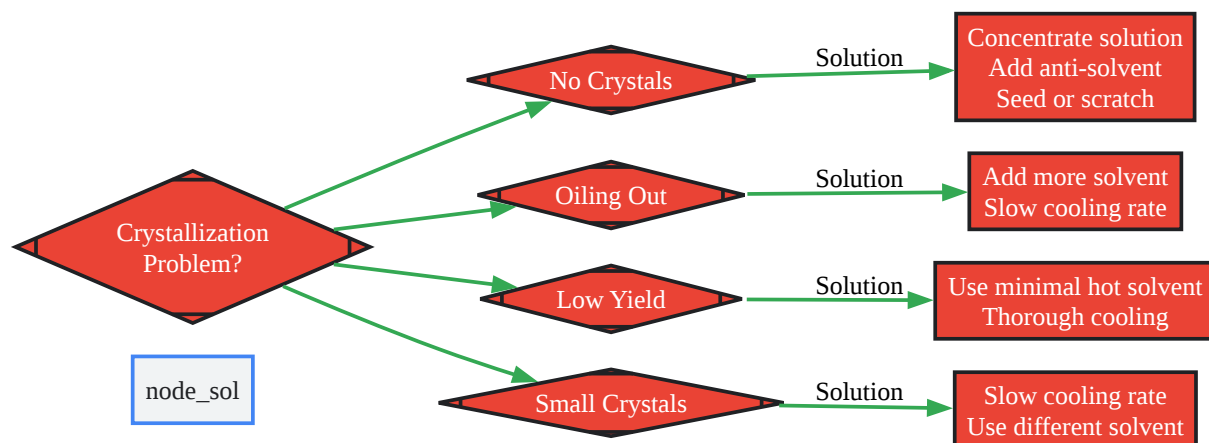 Crystallization
Problem?
No Crystals
Solution
Concentrate solution
Add anti-solvent
Seed or scratch
Oiling Out
Solution
Add more solvent
Slow cooling rate
Low Yield
Solution
Use minimal hot solvent
Thorough cooling
Small Crystals
Solution
Slow cooling rate
Use different solvent
node_sol